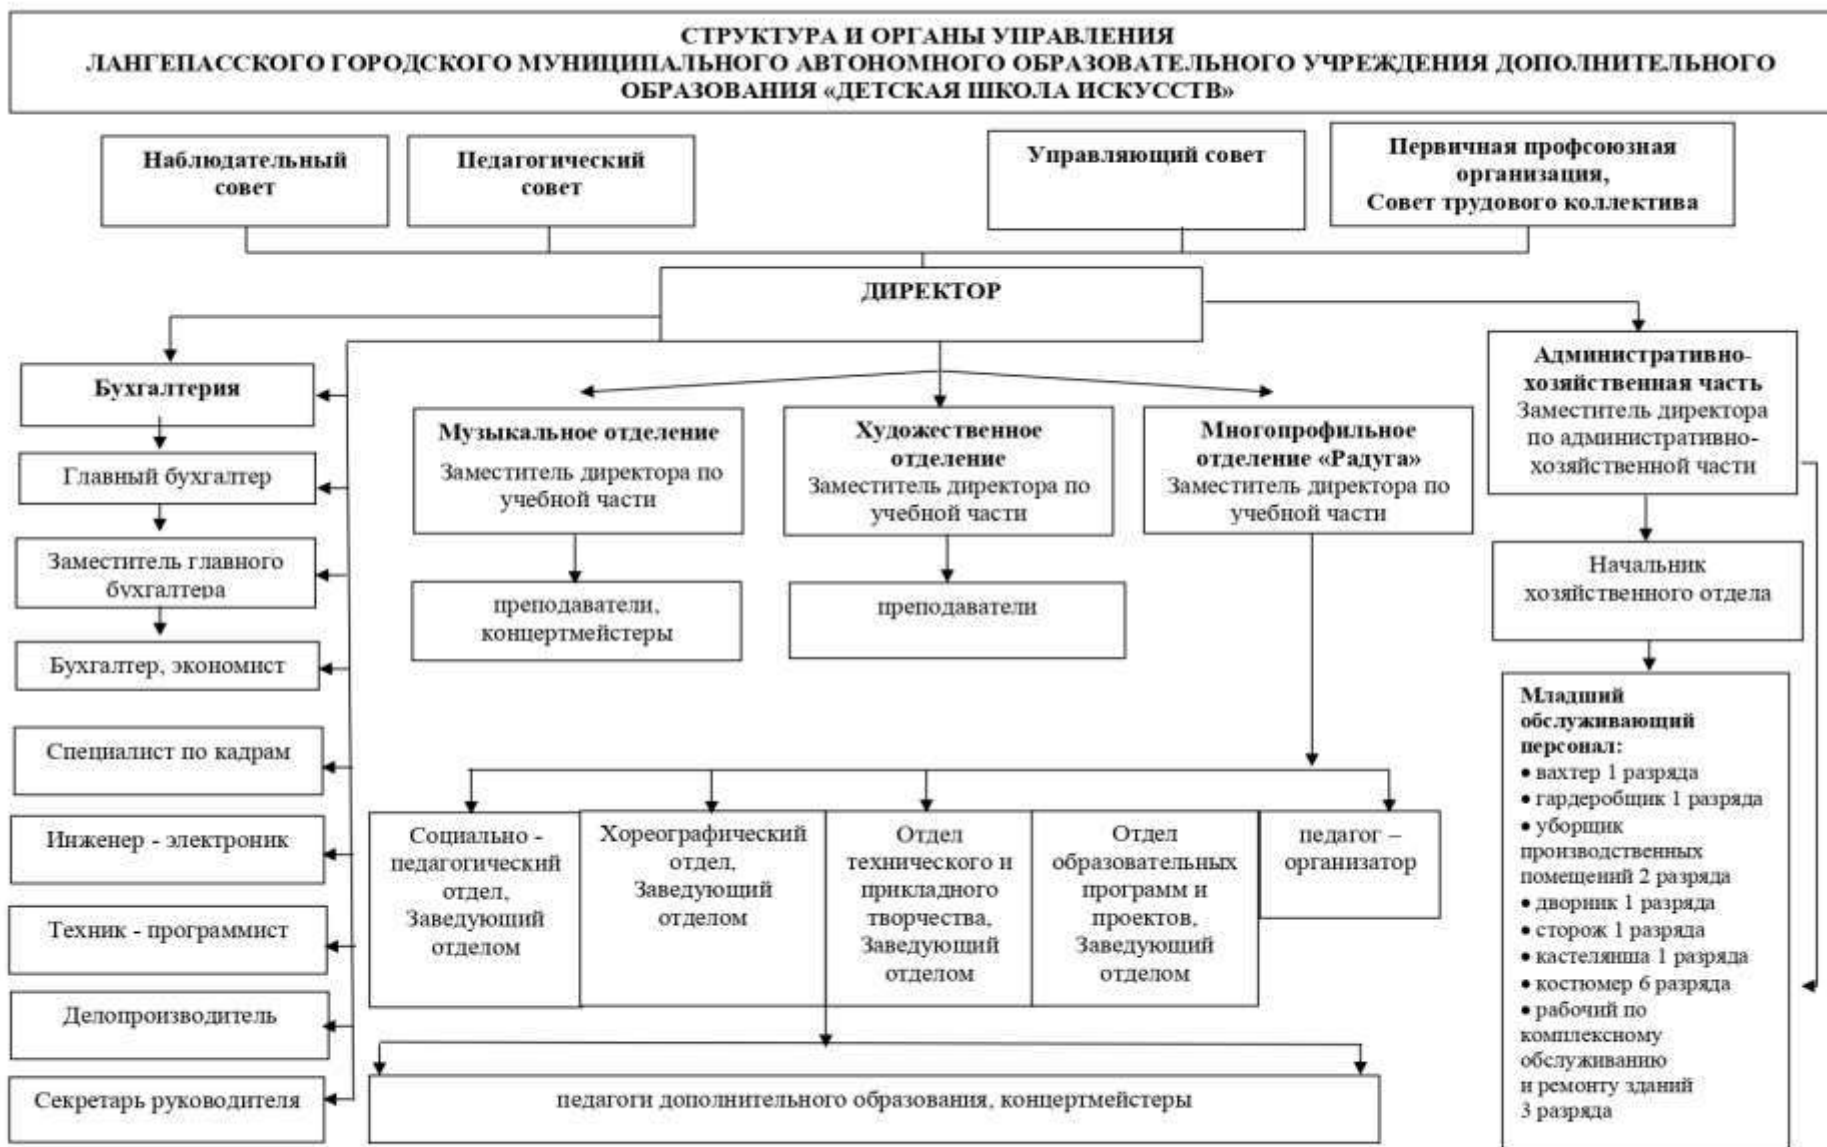 СТРУКТУРА И ОРГАНЫ УПРАВЛЕНИЯ
ЛАНГЕПАССКОГО ГОРОДСКОГО МУНИЦИПАЛЬНОГО АВТОНОМНОГО ОБРАЗОВАТЕЛЬНОГО УЧРЕЖДЕНИЯ ДОПОЛНИТЕЛЬНОГО
ОБРАЗОВАНИЯ «ДЕТСКАЯ ШКОЛА ИСКУССТВ»
Наблюдательный
совет
Педагогический
совет
Управляющий совет
Первичная профсоюзная
организация,
Совет трудового коллектива
ДИРЕКТОР
Бухгалтерия
Главный бухгалтер
Заместитель главного
бухгалтера
Бухгалтер, экономист
Специалист по кадрам
Инженер - электроник
Техник - программист
Делопроизводитель
Секретарь руководителя
Музыкальное отделение
Заместитель директора по
учебной части
преподаватели,
концертмейстеры
Художественное
отделение
Заместитель директора по
учебной части
преподаватели
Многопрофильное
отделение «Радуга»
Заместитель директора по
учебной части
Социально -
педагогический
отдел,
Заведующий
отделом
Хореографический
отдел,
Заведующий
отделом
Отдел
технического и
прикладного
творчества,
Заведующий
отделом
Отдел
образовательных
программ и
проектов,
Заведующий
отделом
педагог –
организатор
педагоги дополнительного образования, концертмейстеры
Административно-
хозяйственная часть
Заместитель директора
по административно-
хозяйственной части
Начальник
хозяйственного отдела
Младший
обслуживающий
персонал:
• вахтер 1 разряда
• гардеробщик 1 разряда
• уборщик
производственных
помещений 2 разряда
• дворник 1 разряда
• сторож 1 разряда
• кастелянша 1 разряда
• костюмер 6 разряда
• рабочий по
комплексному
обслуживанию
и ремонту зданий
3 разряда